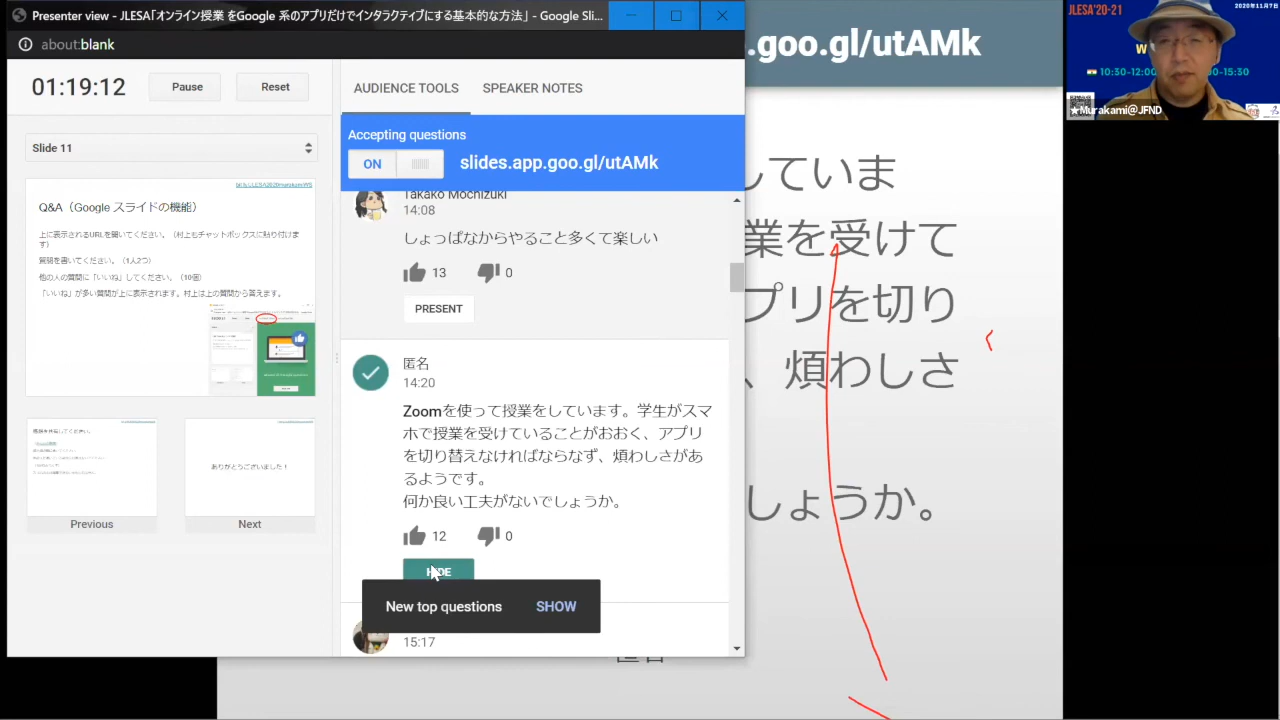 Presenter view - JLESA「オンライン授業 をGoogle 系のアプリだけでインタラクティブにする基本的な方法」 - Google Sli...
about:blank
01:19:12
Pause
Reset
Slide 11
Q&A（Google スライドの機能）
上に表示されるURLを開いてください。（村上もチャットボックスに貼り付けます）
質問を書いてください。（1人2つ）
他の人の質問に「いいね」してください。（10個）
「いいね」が多い質問が上に表示されます。村上は上の質問から答えます。
ありがとうございました！
Previous
Next
AUDIENCE TOOLS
SPEAKER NOTES
Accepting questions
ON
slides.app.goo.gl/utAMk
Takako Mochizuki
14:08
しょっぱなからやること多くて楽しい
13
0
PRESENT
匿名
14:20
Zoomを使って授業をしています。学生がスマ
ホで授業を受けていることがおおく、アプリ
を切り替えなければならなず、煩わしさがあ
るようです。
何か良い工夫がないでしょうか。
12
0
HIDE
New top questions
SHOW
15:17
.goo.gl/utAMk
していま
業を受けて
プリを切り
、煩わしさ
しょうか。
JLESA'20-21
2020年11月7日
W
10:30-12:00
00-15:30
★Murakami@JFND